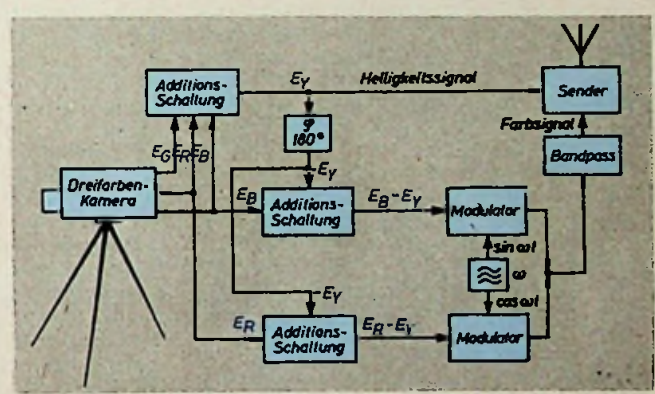 Additions-
Schaltung
E_Y
Helligkeitssignal
Sender
φ
180°
Farbsignal
Bandpass
E_G E_R E_B
-E_Y
Dreifarben-
Kamera
E_B
Additions-
Schaltung
E_B-E_Y
Modulator
sin ωt
ω
cos ωt
-E_Y
E_R
Additions-
Schaltung
E_R-E_Y
Modulator